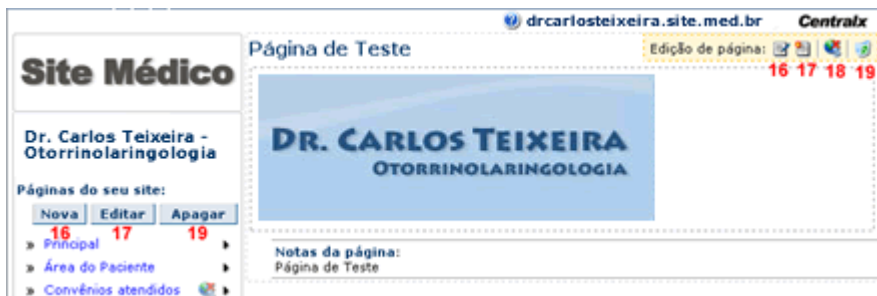 drcarlosteixeira.site.med.br Centralx
Site Médico
Página de Teste
Edição de página:
16 17 18 19
DR. CARLOS TEIXEIRA
OTORRINOLARINGOLOGIA
Dr. Carlos Teixeira -
Otorrinolaringologia
Páginas do seu site:
Nova Editar Apagar
16 17 19
» Principal
» Área do Paciente
» Convênios atendidos
Notas da página:
Página de Teste